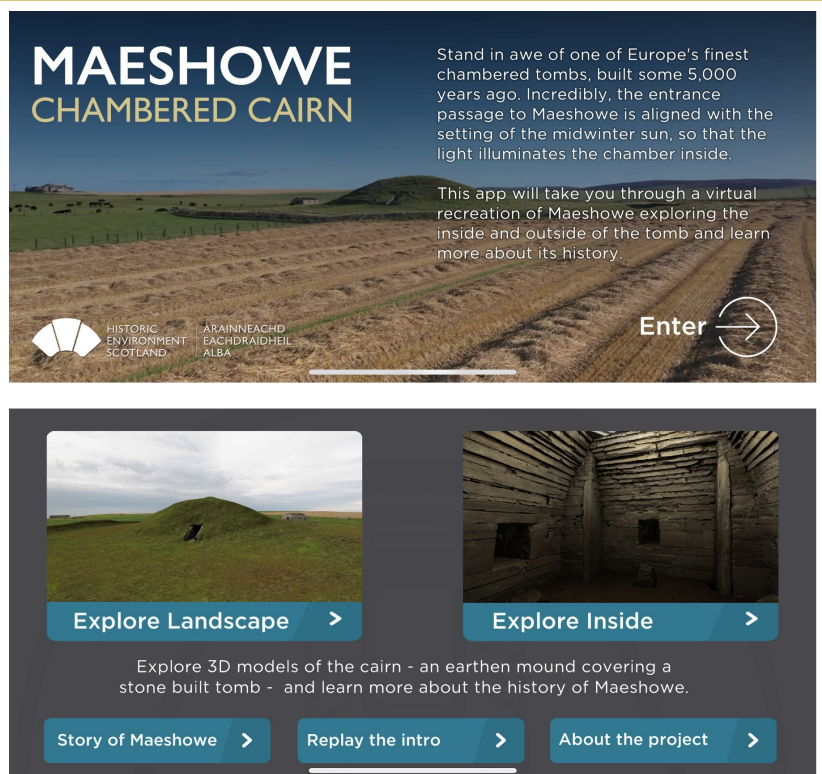 MAESHOWE
CHAMBERED CAIRN
Stand in awe of one of Europe's finest
chambered tombs, built some 5,000
years ago. Incredibly, the entrance
passage to Maeshowe is aligned with the
setting of the midwinter sun, so that the
light illuminates the chamber inside.
This app will take you through a virtual
recreation of Maeshowe exploring the
inside and outside of the tomb and learn
more about its history.
HISTORIC
ENVIRONMENT
SCOTLAND
ÀRAINNEACHD
EACHDRAIDHEIL
ALBA
Enter
Explore Landscape
Explore Inside
Explore 3D models of the cairn - an earthen mound covering a
stone built tomb - and learn more about the history of Maeshowe.
Story of Maeshowe
Replay the intro
About the project